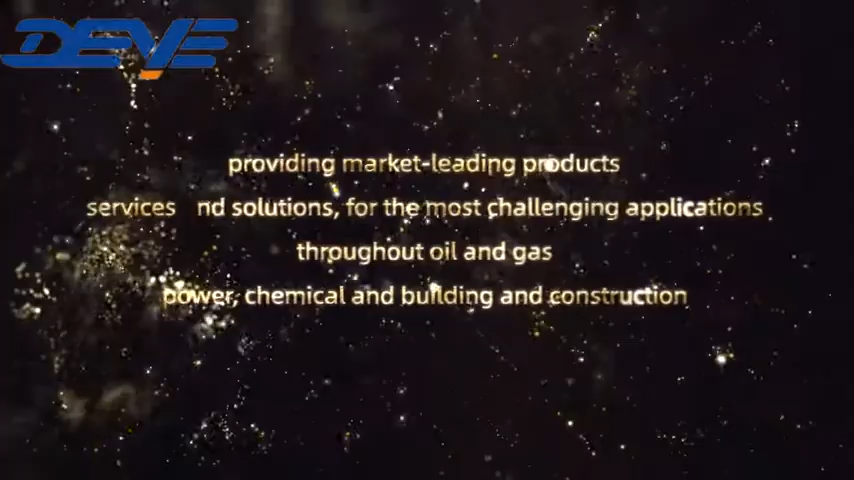 DEVE
providing market-leading products
services nd solutions, for the most challenging applications
throughout oil and gas
power, chemical and building and construction